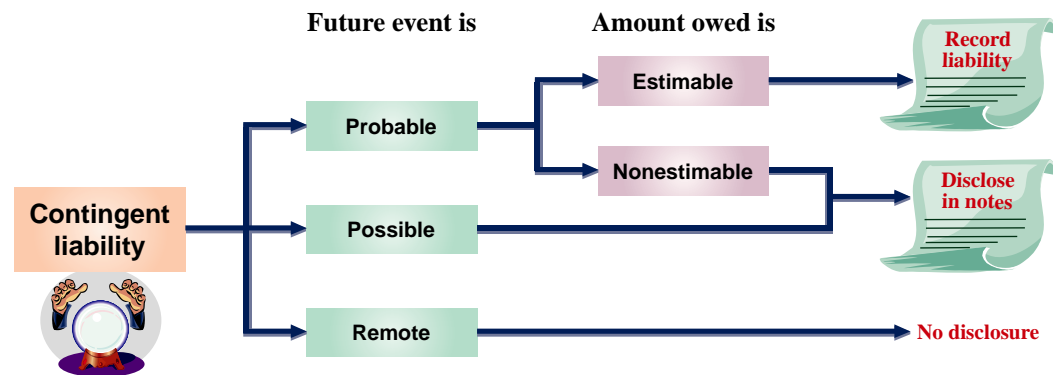 Future event is
Amount owed is
Record
liability
Estimable
Probable
Nonestimable
Disclose
in notes
Contingent
liability
Possible
Remote
No disclosure